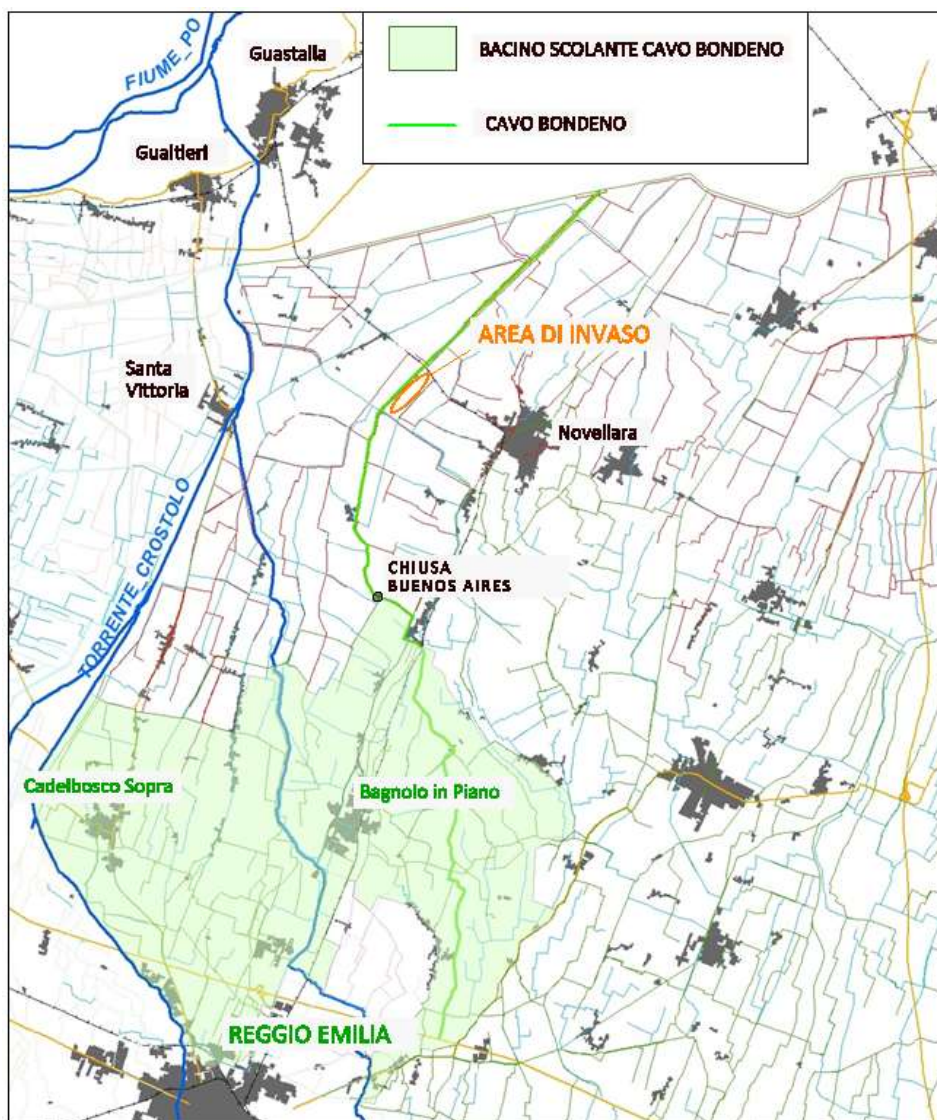 FIUME_PO
Guastalla
BACINO SCOLANTE CAVO BONDENO
CAVO BONDENO
Gualtieri
AREA DI INVASO
Santa
Vittoria
Novellara
TORRENTE_CROSTOLO
CHIUSA
BUENOS AIRES
Cadelbosco Sopra
Bagnolo in Piano
REGGIO EMILIA